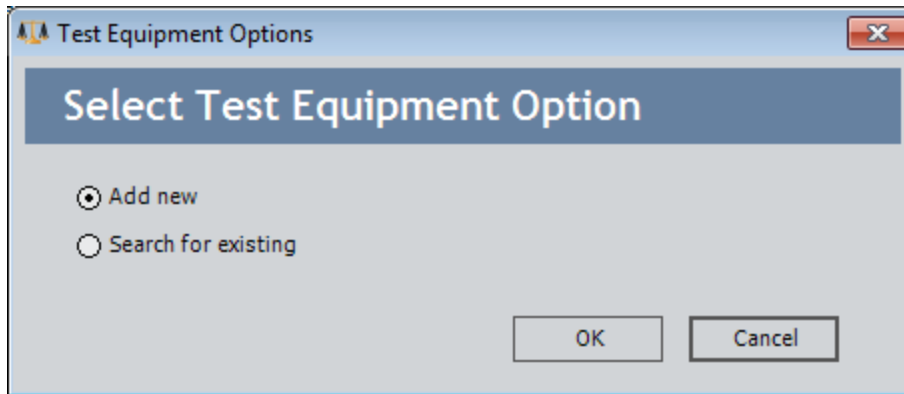 Test Equipment Options
Select Test Equipment Option
Add new
Search for existing
OK
Cancel